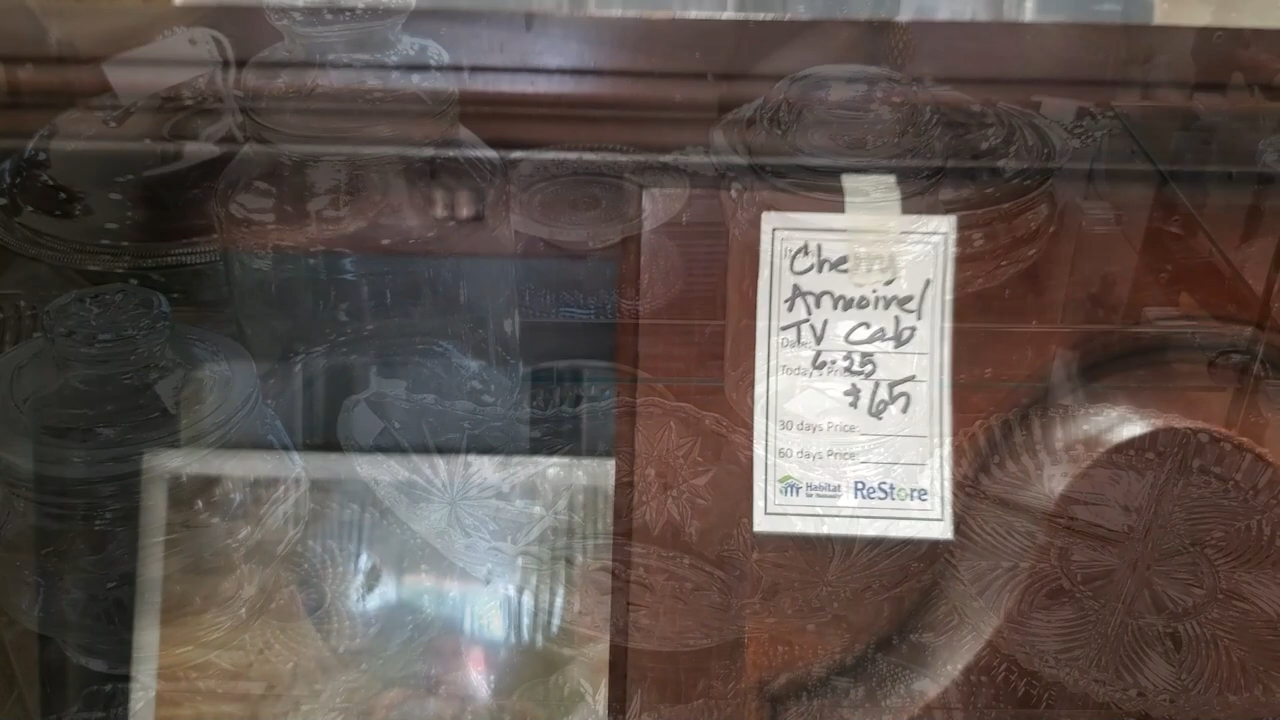 Cherry
Armoire/
TV Cab
Date:
6-25
Today's Price
$65
30 days Price:
60 days Price:
Habitat
for Humanity
ReStore